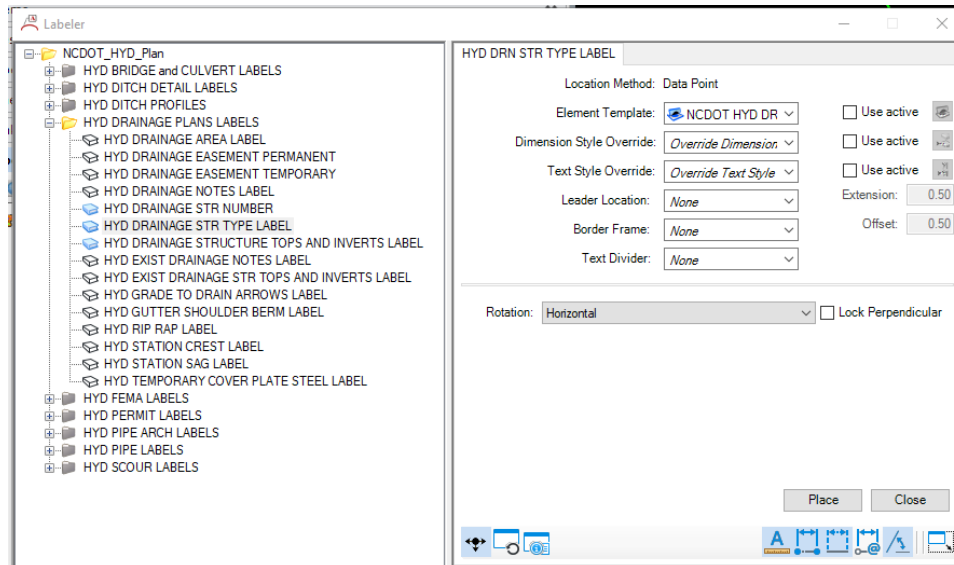 Labeler
NCDOT_HYD_Plan
HYD BRIDGE and CULVERT LABELS
HYD DITCH DETAIL LABELS
HYD DITCH PROFILES
HYD DRAINAGE PLANS LABELS
HYD DRAINAGE AREA LABEL
HYD DRAINAGE EASEMENT PERMANENT
HYD DRAINAGE EASEMENT TEMPORARY
HYD DRAINAGE NOTES LABEL
HYD DRAINAGE STR NUMBER
HYD DRAINAGE STR TYPE LABEL
HYD DRAINAGE STRUCTURE TOPS AND INVERTS LABEL
HYD EXIST DRAINAGE NOTES LABEL
HYD EXIST DRAINAGE STR TOPS AND INVERTS LABEL
HYD GRADE TO DRAIN ARROWS LABEL
HYD GUTTER SHOULDER BERM LABEL
HYD RIP RAP LABEL
HYD STATION CREST LABEL
HYD STATION SAG LABEL
HYD TEMPORARY COVER PLATE STEEL LABEL
HYD FEMA LABELS
HYD PERMIT LABELS
HYD PIPE ARCH LABELS
HYD PIPE LABELS
HYD SCOUR LABELS
HYD DRN STR TYPE LABEL
Location Method: Data Point
Element Template: NCDOT HYD DR Use active
Dimension Style Override: Override Dimension Use active
Text Style Override: Override Text Style Use active
Leader Location: None Extension: 0.50
Border Frame: None Offset: 0.50
Text Divider: None
Rotation: Horizontal Lock Perpendicular
Place Close